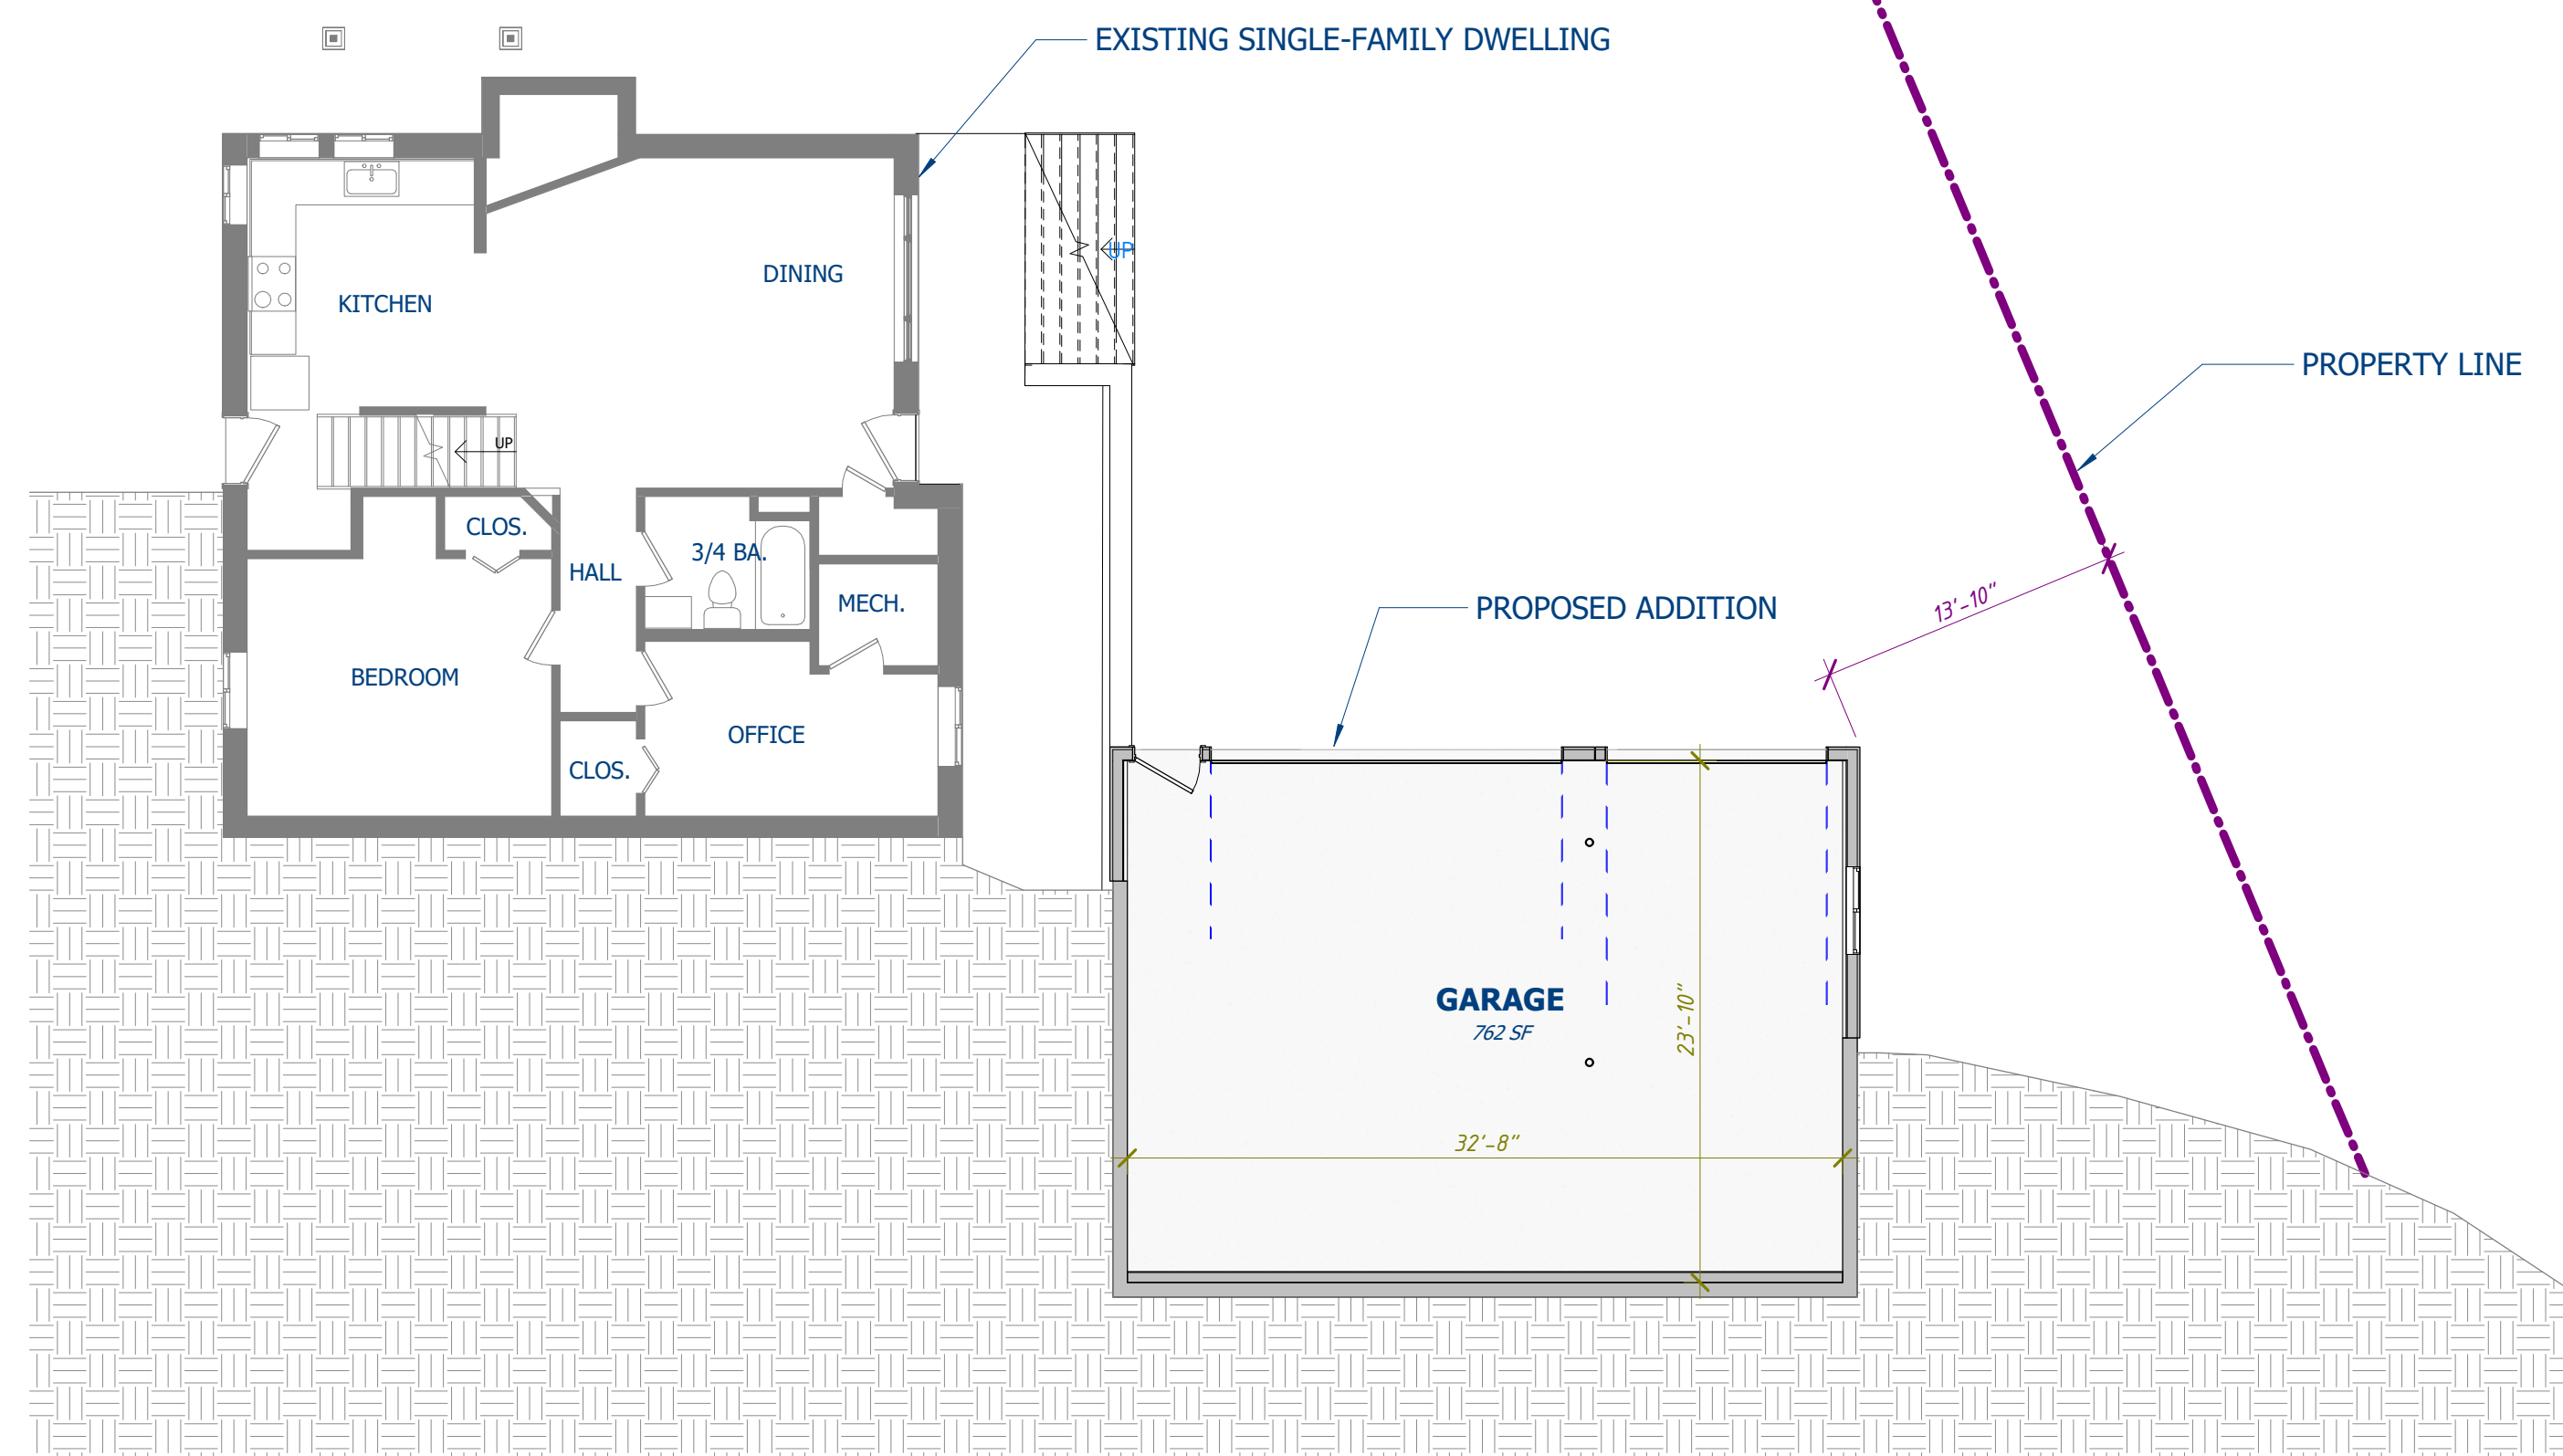 EXISTING SINGLE-FAMILY DWELLING
UP
DINING
KITCHEN
PROPERTY LINE
UP
CLOS.
3/4 BA.
HALL
MECH.
13'-10"
PROPOSED ADDITION
BEDROOM
OFFICE
CLOS.
GARAGE
762 SF
23'-10"
32'-8"